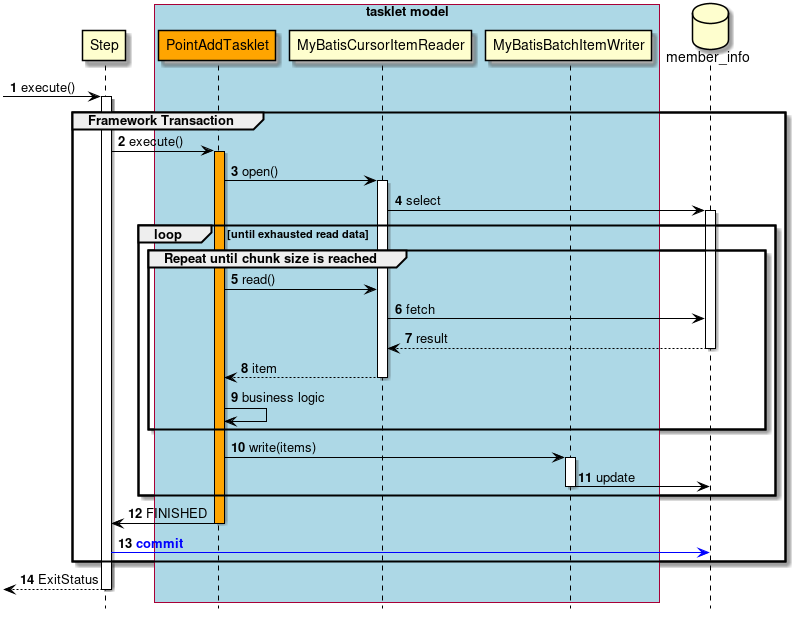 tasklet model
Step
PointAddTasklet
MyBatisCursorItemReader
MyBatisBatchItemWriter
member_info
1 execute()
Framework Transaction
2 execute()
3 open()
4 select
loop
[until exhausted read data]
Repeat until chunk size is reached
5 read()
6 fetch
7 result
8 item
9 business logic
10 write(items)
11 update
12 FINISHED
13 commit
14 ExitStatus